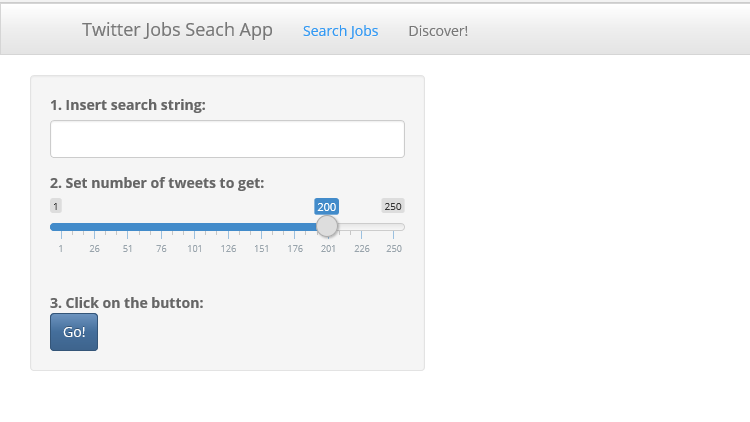 Twitter Jobs Seach App Search Jobs Discover!
1. Insert search string:
2. Set number of tweets to get:
1 200 250
1 26 51 76 101 126 151 176 201 226 250
3. Click on the button:
Go!